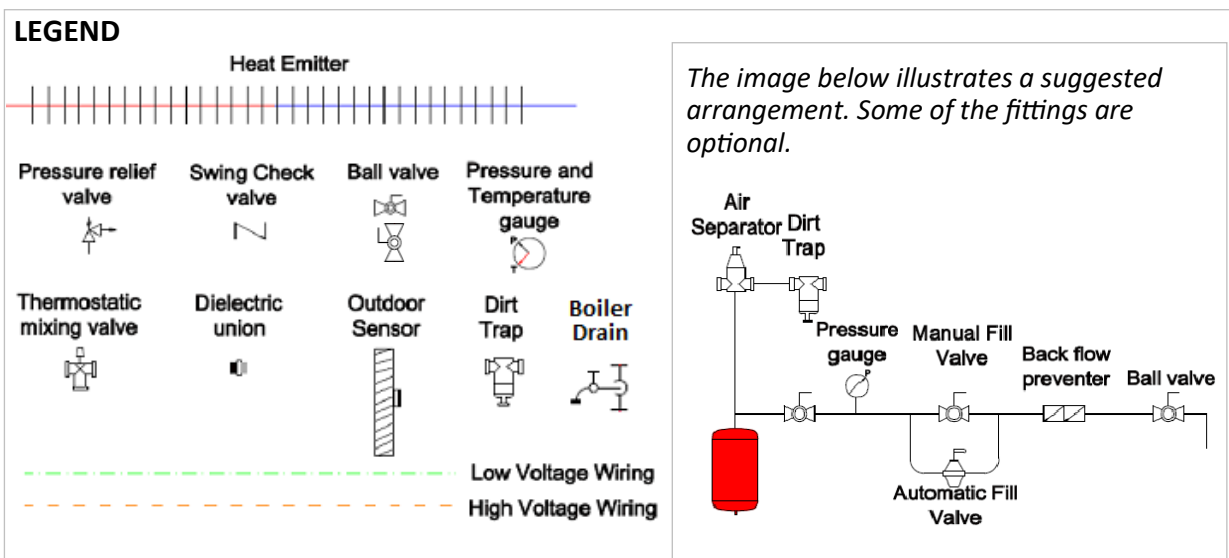 LEGEND
Heat Emitter
Pressure relief
valve
Swing Check
valve
Ball valve
Pressure and
Temperature
gauge
P
T
Thermostatic
mixing valve
Dielectric
union
Outdoor
Sensor
Dirt
Trap
Boiler
Drain
Low Voltage Wiring
High Voltage Wiring
The image below illustrates a suggested
arrangement. Some of the fittings are
optional.
Air
Separator
Dirt
Trap
Pressure
gauge
P
Manual Fill
Valve
Back flow
preventer
Ball valve
Automatic Fill
Valve